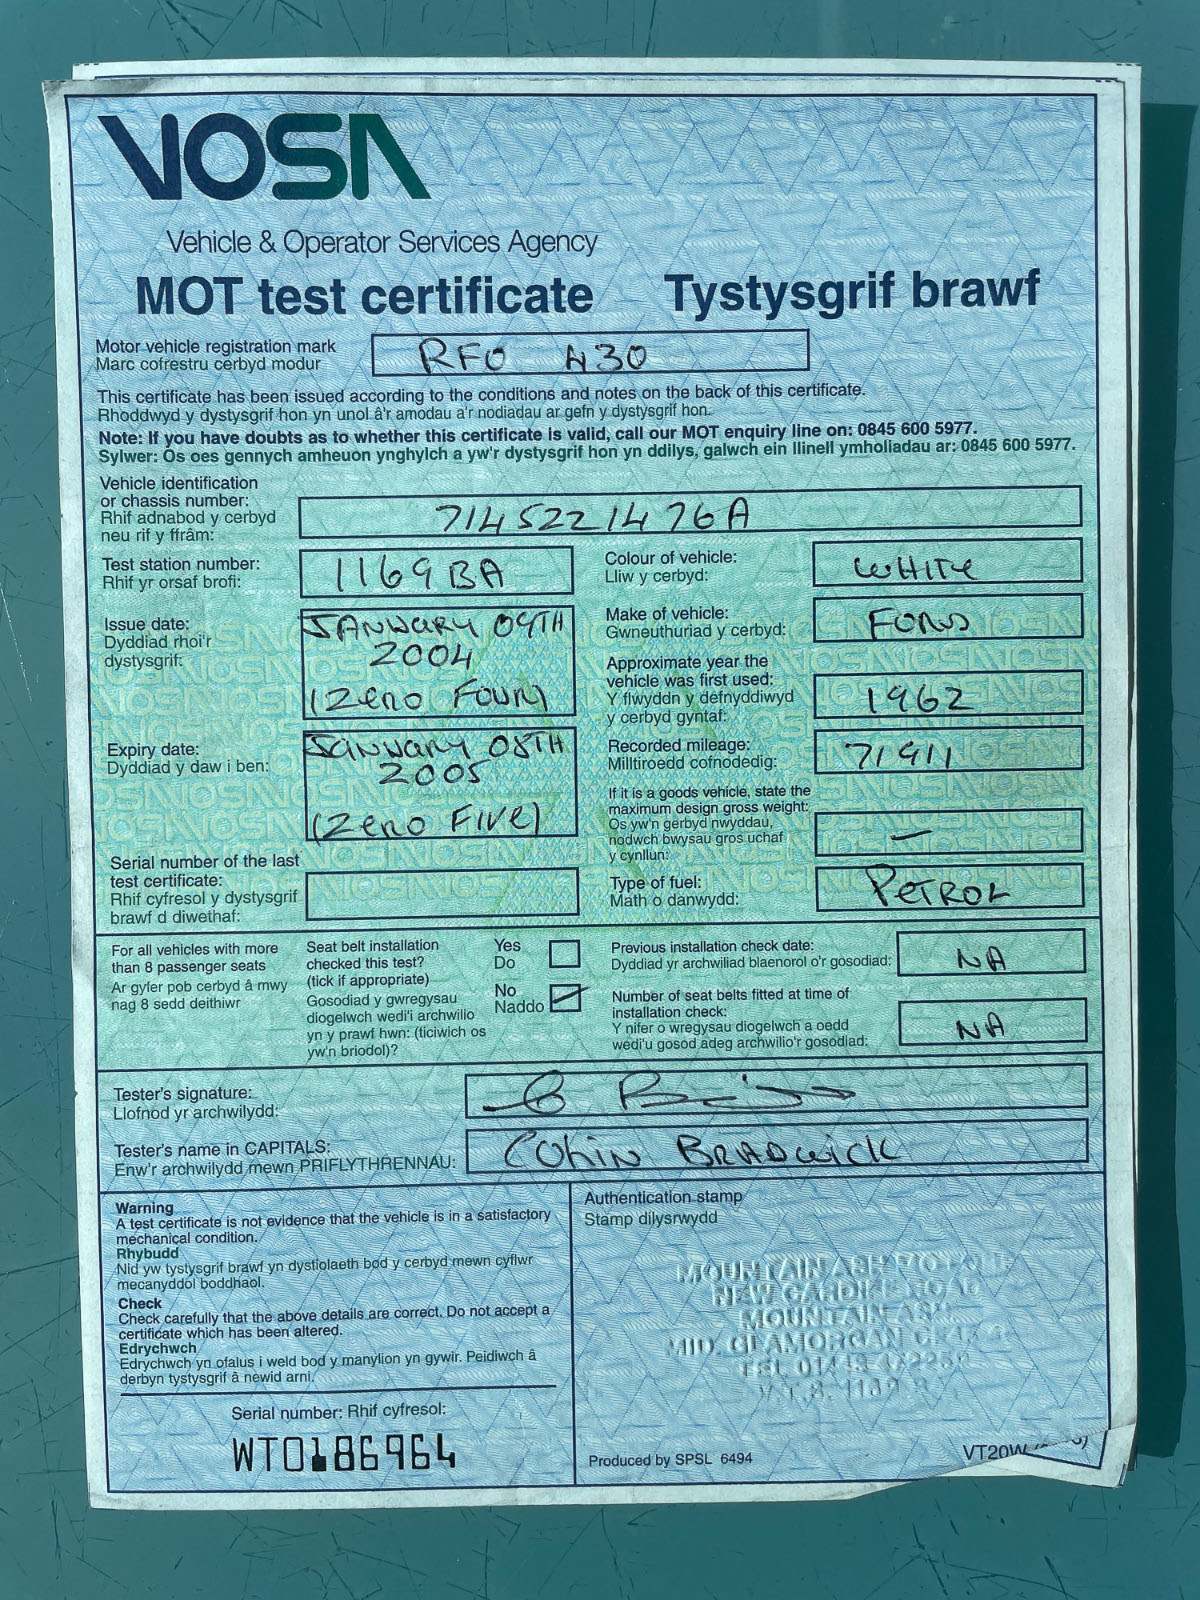 VOSA
Vehicle & Operator Services Agency
MOT test certificate Tystysgrif brawf
Motor vehicle registration mark
Marc cofrestru cerbyd modur
RFO 430
This certificate has been issued according to the conditions and notes on the back of this certificate.
Rhoddwyd y dystysgrif hon yn unol â'r amodau a'r nodiadau ar gefn y dystysgrif hon.
Note: If you have doubts as to whether this certificate is valid, call our MOT enquiry line on: 0845 600 5977.
Sylwer: Os oes gennych amheuon ynghylch a yw'r dystysgrif hon yn ddilys, galwch ein llinell ymholiadau ar: 0845 600 5977.
Vehicle identification
or chassis number:
Rhif adnabod y cerbyd
neu rif y ffrâm:
7145221476A
Test station number:
Rhif yr orsaf brofi:
1169BA
Issue date:
Dyddiad rhoi'r
dystysgrif:
JANUARY 09TH
2004
(Zero Four)
Expiry date:
Dyddiad y daw i ben:
JANUARY 08TH
2005
(Zero Five)
Serial number of the last
test certificate:
Rhif cyfresol y dystysgrif
brawf d diwethaf:
Colour of vehicle:
Lliw y cerbyd:
WHITE
Make of vehicle:
Gwneuthuriad y cerbyd:
FORD
Approximate year the
vehicle was first used:
Y flwyddn y defnyddiwyd
y cerbyd gyntaf:
1962
Recorded mileage:
Milltiroedd cofnodedig:
71911
If it is a goods vehicle, state the
maximum design gross weight:
Os yw'n gerbyd nwyddau,
nodwch bwysau gros uchaf
y cynllun:
—
Type of fuel:
Math o danwydd:
PETROL
For all vehicles with more
than 8 passenger seats
Ar gyfer pob cerbyd â mwy
nag 8 sedd deithiwr
Seat belt installation
checked this test?
(tick if appropriate)
Gosodiad y gwregysau
diogelwch wedi'i archwilio
yn y prawf hwn: (ticiwich os
yw'n briodol)?
Yes
Do
No
Naddo
Previous installation check date:
Dyddiad yr archwiliad blaenorol o'r gosodiad:
NA
Number of seat belts fitted at time of
installation check:
Y nifer o wregysau diogelwch a oedd
wedi'u gosod adeg archwilio'r gosodiad:
NA
Tester's signature:
Llofnod yr archwilydd:
Tester's name in CAPITALS:
Enw'r archwilydd mewn PRIFLYTHRENNAU:
COLIN BRADWICK
Warning
A test certificate is not evidence that the vehicle is in a satisfactory
mechanical condition.
Rhybudd
Nid yw tystysgrif brawf yn dystiolaeth bod y cerbyd mewn cyflwr
mecanyddol boddhaol.
Check
Check carefully that the above details are correct. Do not accept a
certificate which has been altered.
Edrychwch
Edrychwch yn ofalus i weld bod y manylion yn gywir. Peidiwch â
derbyn tystysgrif â newid arni.
Serial number: Rhif cyfresol:
WT0186964
Authentication stamp
Stamp dilysrwydd
MOUNTAIN ASH
NEW CARDIFF ROAD
MOUNTAIN ASH
MID. GLAMORGAN
TEL
Produced by SPSL 6494
VT20W